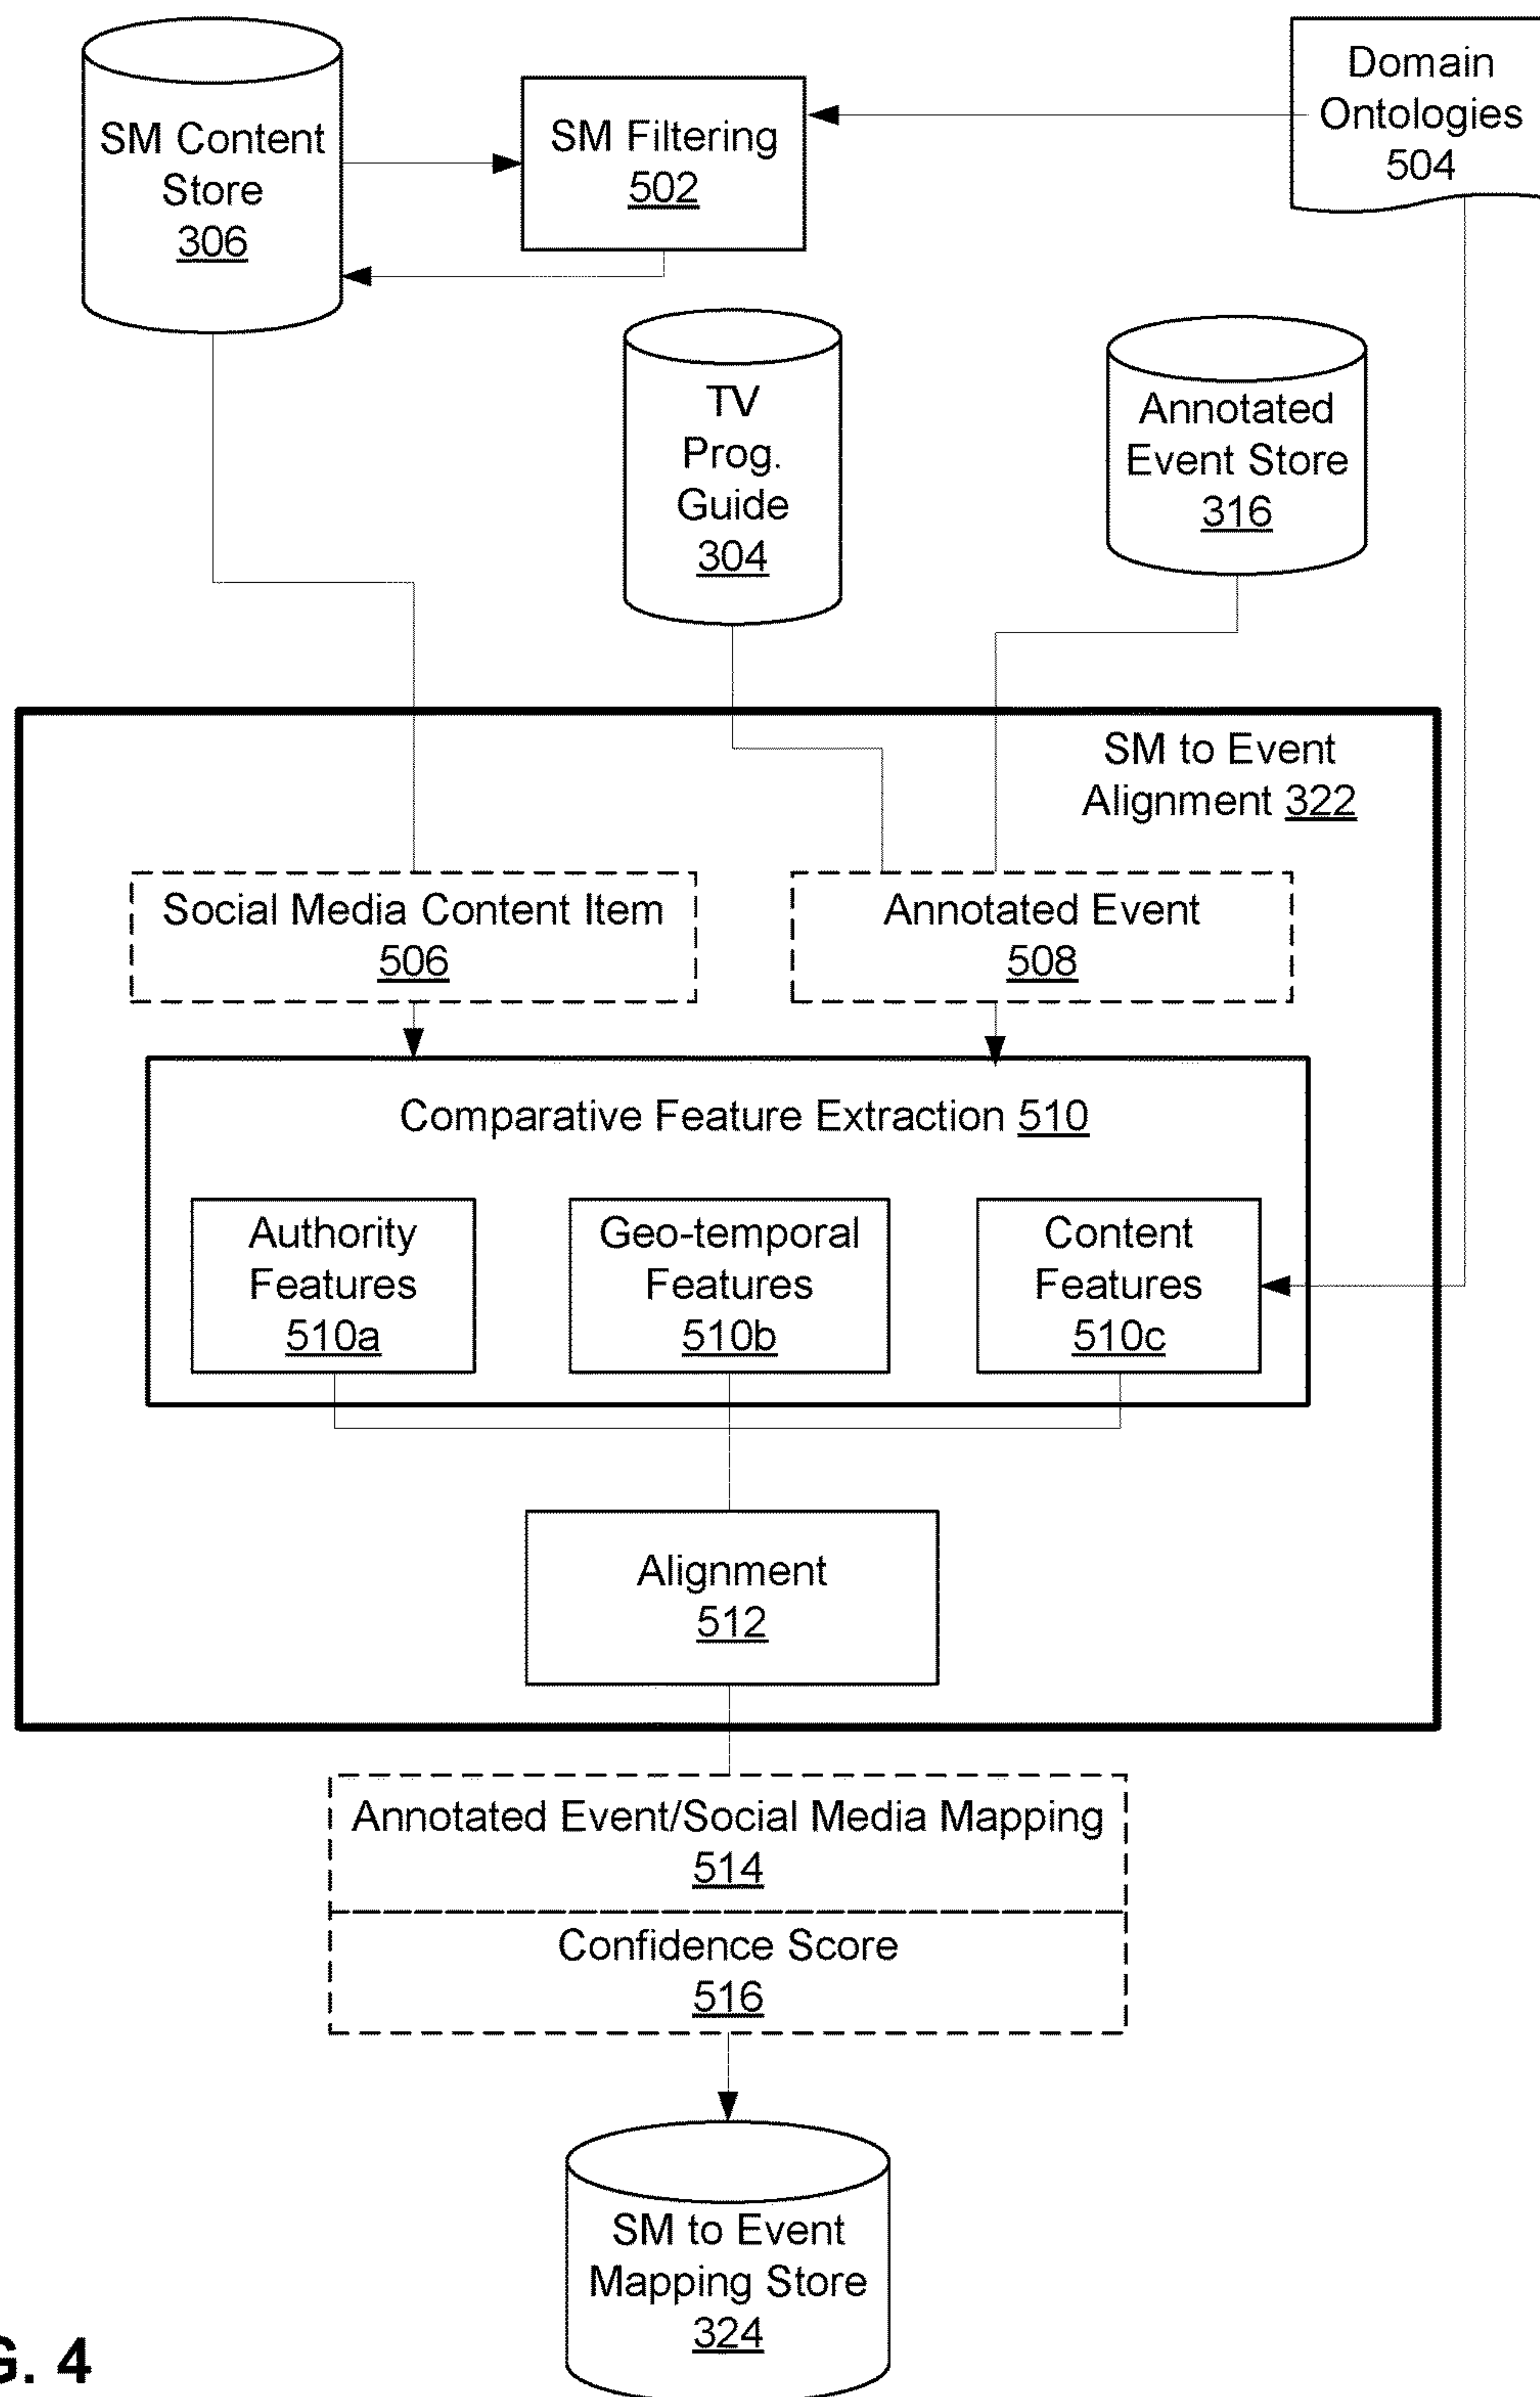 SM Content
Store
306
SM Filtering
502
Domain
Ontologies
504
TV
Prog.
Guide
304
Annotated
Event Store
316
SM to Event
Alignment 322
Social Media Content Item
506
Annotated Event
508
Comparative Feature Extraction 510
Authority
Features
510a
Geo-temporal
Features
510b
Content
Features
510c
Alignment
512
Annotated Event/Social Media Mapping
514
Confidence Score
516
SM to Event
Mapping Store
324
G. 4